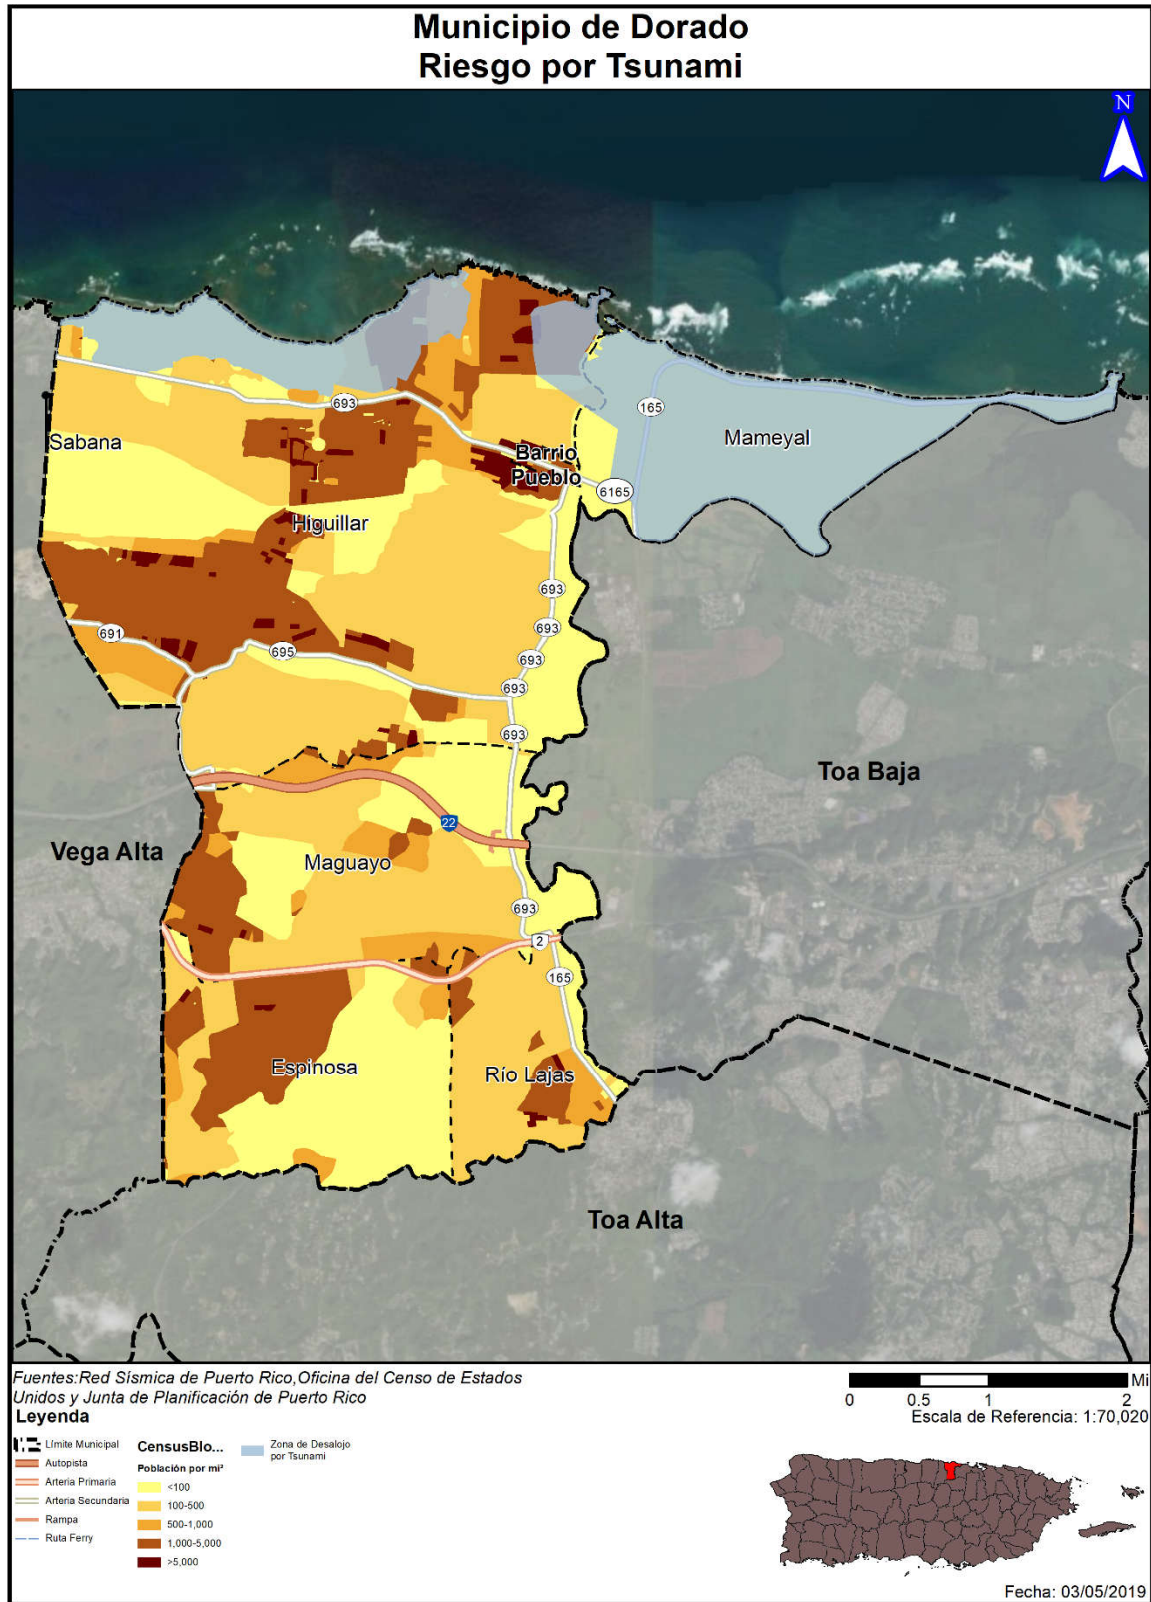 Municipio de Dorado
Riesgo por Tsunami
N
693
165
Sabana
Mameyal
Barrio
Pueblo
6165
Higuillar
693
693
691
695
693
693
693
Toa Baja
22
Vega Alta
Maguayo
693
2
165
Espinosa
Río Lajas
Toa Alta
Fuentes:Red Sísmica de Puerto Rico,Oficina del Censo de Estados
Unidos y Junta de Planificación de Puerto Rico
Leyenda
Límite Municipal
Autopista
Arteria Primaria
Arteria Secundaria
Rampa
Ruta Ferry
CensusBlo...
Población por mi²
<100
100-500
500-1,000
1,000-5,000
>5,000
Zona de Desalojo
por Tsunami
Mi
0 0.5 1 2
Escala de Referencia: 1:70,020
Fecha: 03/05/2019